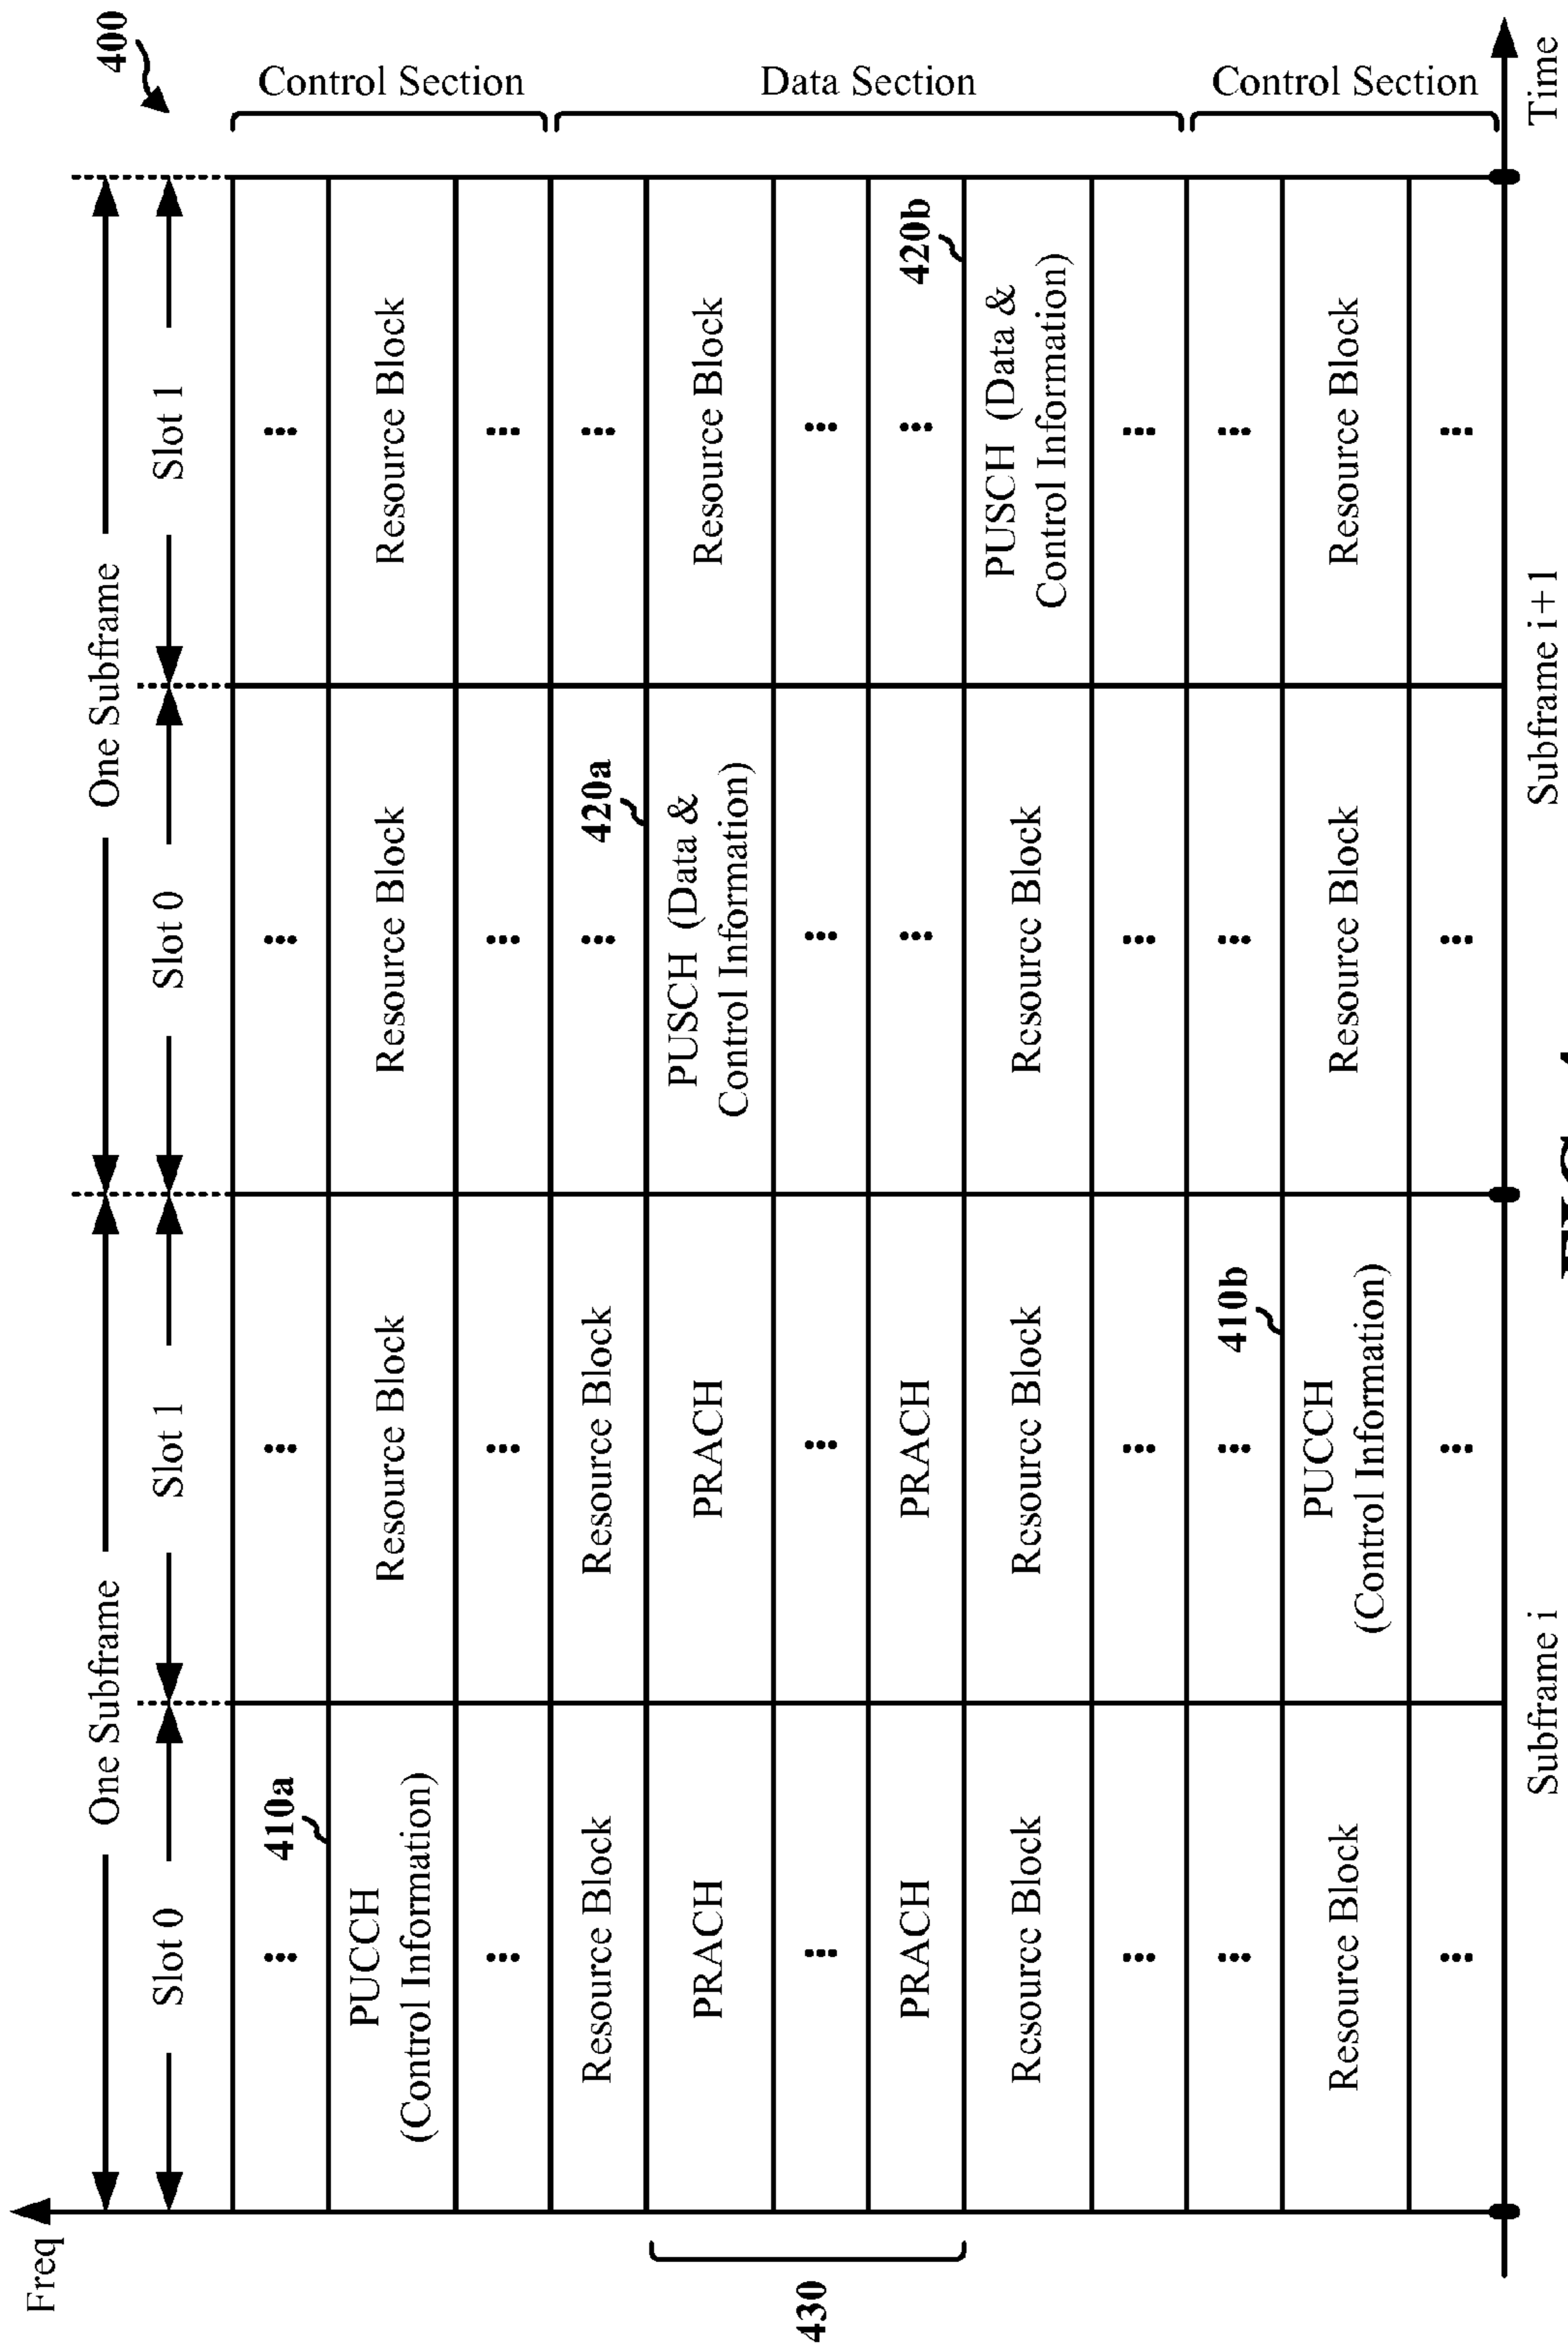 400
Freq
One Subframe
One Subframe
Slot 0
Slot 1
Slot 0
Slot 1
... ... ... ...
410a
Control Section
PUCCH
(Control Information)
Resource Block
Resource Block
Resource Block
... ... ... ...
Resource Block
Resource Block
... ...
420a
PRACH
PRACH
PUSCH (Data &
Control Information)
Resource Block
430
... ... ... ...
Data Section
PRACH
PRACH
... ...
420b
Resource Block
Resource Block
Resource Block
PUSCH (Data &
Control Information)
... ... ... ...
... ... ... ...
410b
Control Section
Resource Block
PUCCH
(Control Information)
Resource Block
Resource Block
... ... ... ...
Subframe i
Subframe i+1
Time